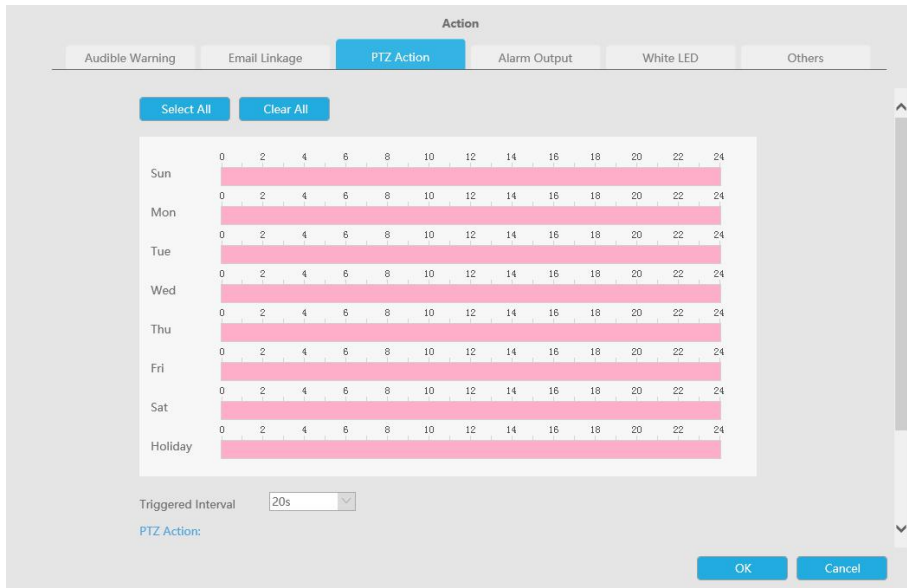 Action
Audible Warning Email Linkage PTZ Action Alarm Output White LED Others
Select All Clear All
0 2 4 6 8 10 12 14 16 18 20 22 24
Sun
0 2 4 6 8 10 12 14 16 18 20 22 24
Mon
0 2 4 6 8 10 12 14 16 18 20 22 24
Tue
0 2 4 6 8 10 12 14 16 18 20 22 24
Wed
0 2 4 6 8 10 12 14 16 18 20 22 24
Thu
0 2 4 6 8 10 12 14 16 18 20 22 24
Fri
0 2 4 6 8 10 12 14 16 18 20 22 24
Sat
0 2 4 6 8 10 12 14 16 18 20 22 24
Holiday
Triggered Interval 20s
PTZ Action:
OK Cancel